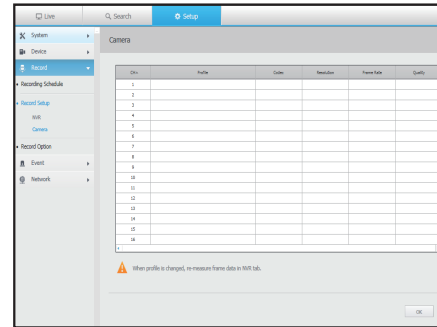 Live
Search
Setup
System
Device
Record
Recording Schedule
Record Setup
NVR
Camera
Record Option
Event
Network
Camera
CH Profile Codec Resolution Frame Rate Quality
1
2
3
4
5
6
7
8
9
10
11
12
13
14
15
16
When profile is changed, re-measure frame data in NVR tab.
OK